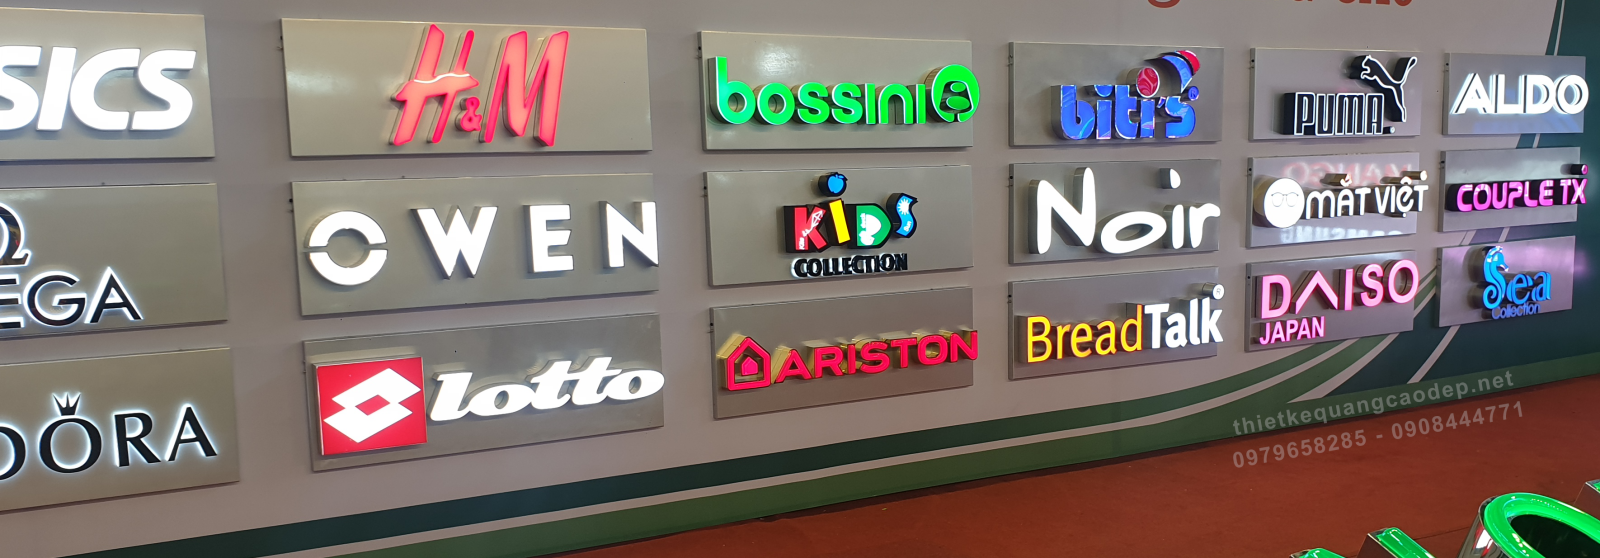 SICS
H&M
bossini
biti's
PUMA
ALDO
OWEN
KiDS
COLLECTION
Noir
MẮT VIỆT
COUPLE TX
EGA
lotto
ARISTON
BreadTalk®
DAISO
JAPAN
Sea
Collection
DORA
thietkequangcaodep.net
0979658285 - 0908444771